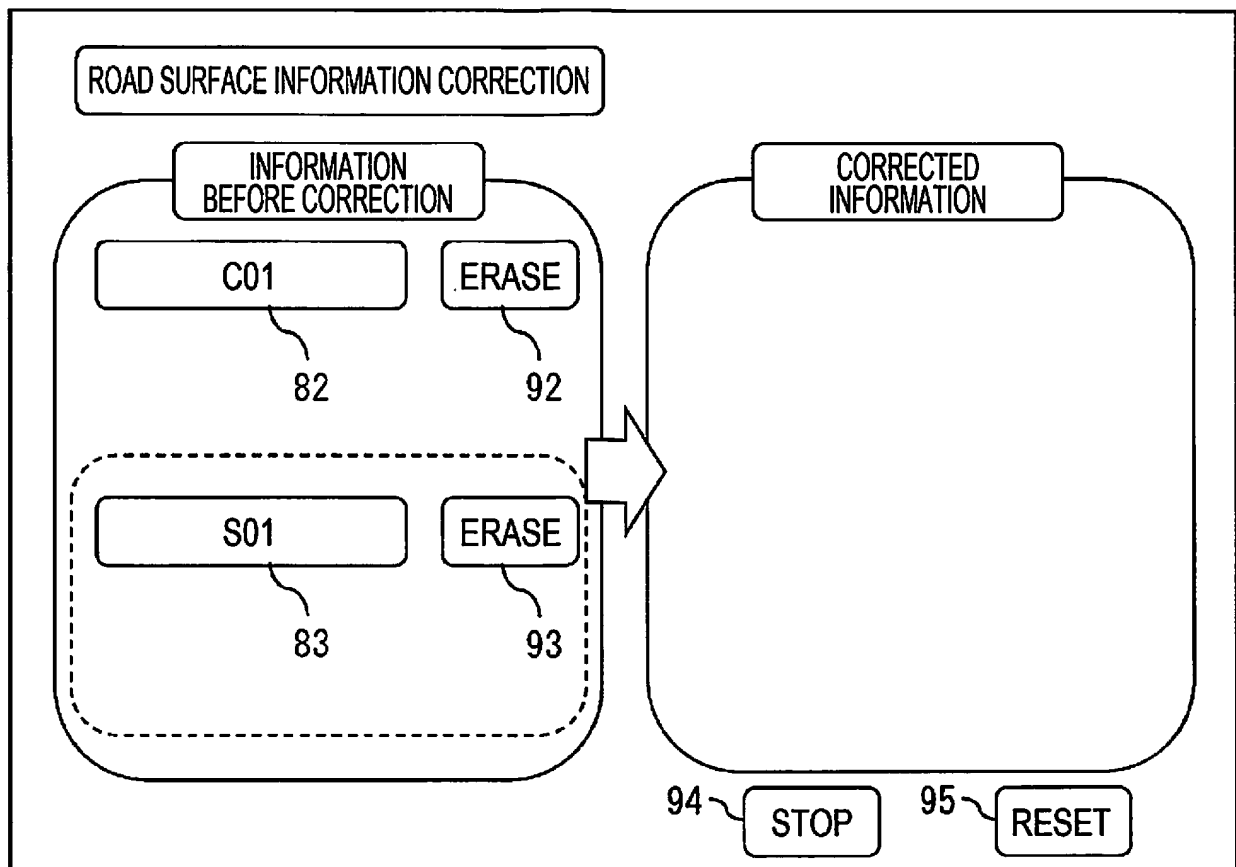 ROAD SURFACE INFORMATION CORRECTION
INFORMATION
BEFORE CORRECTION
C01
ERASE
82
92
S01
ERASE
83
93
CORRECTED
INFORMATION
94
STOP
95
RESET